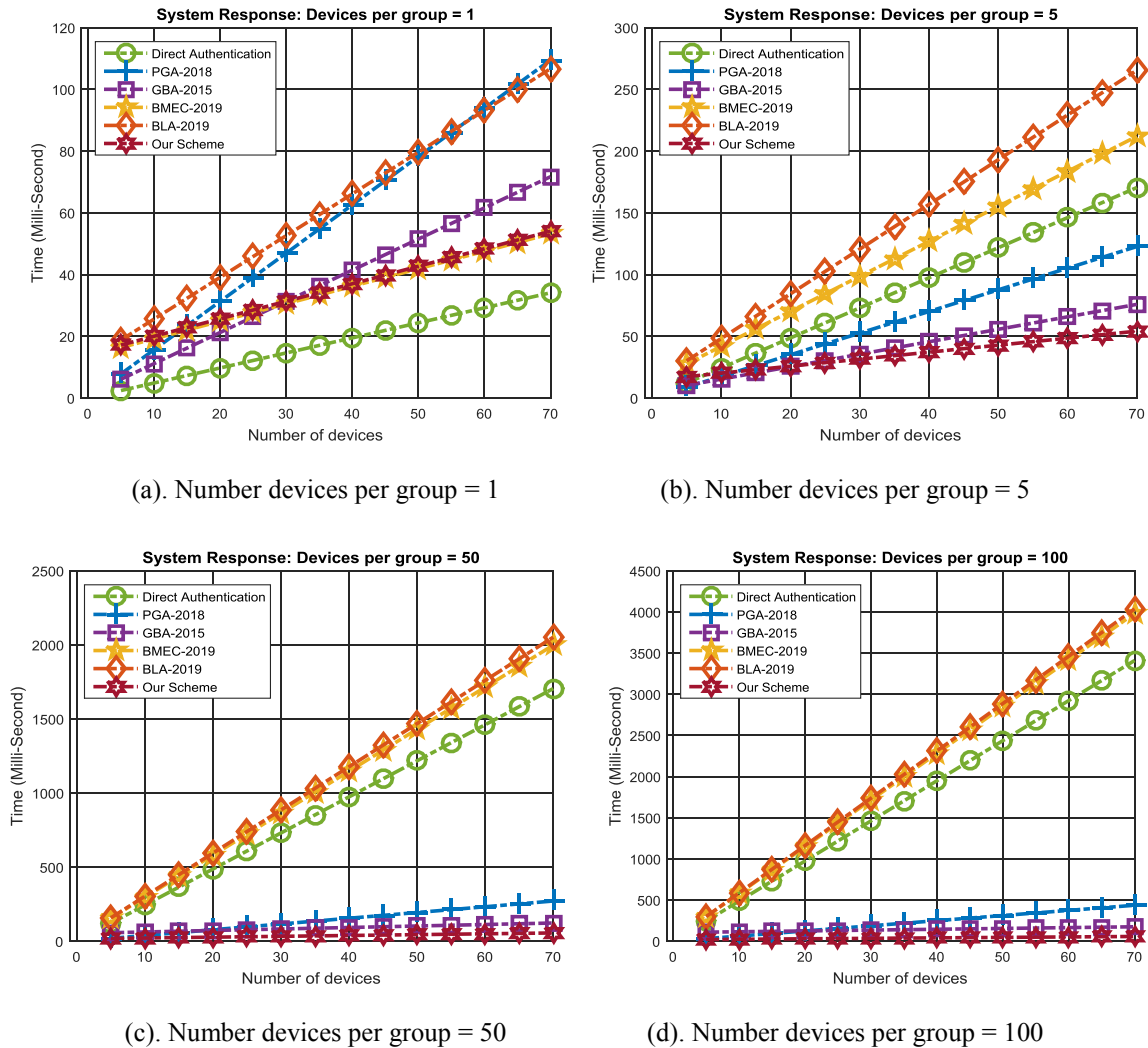 System Response: Devices per group = 1
120
100
80
60
40
20
0
Time (Milli-Second)
Direct Authentication
PGA-2018
GBA-2015
BMEC-2019
BLA-2019
Our Scheme
0 10 20 30 40 50 60 70
Number of devices
(a). Number devices per group = 1
System Response: Devices per group = 5
300
250
200
150
100
50
0
Time (Milli-Second)
Direct Authentication
PGA-2018
GBA-2015
BMEC-2019
BLA-2019
Our Scheme
0 10 20 30 40 50 60 70
Number of devices
(b). Number devices per group = 5
System Response: Devices per group = 50
2500
2000
1500
1000
500
0
Time (Milli-Second)
Direct Authentication
PGA-2018
GBA-2015
BMEC-2019
BLA-2019
Our Scheme
0 10 20 30 40 50 60 70
Number of devices
(c). Number devices per group = 50
System Response: Devices per group = 100
4500
4000
3500
3000
2500
2000
1500
1000
500
0
Time (Milli-Second)
Direct Authentication
PGA-2018
GBA-2015
BMEC-2019
BLA-2019
Our Scheme
0 10 20 30 40 50 60 70
Number of devices
(d). Number devices per group = 100